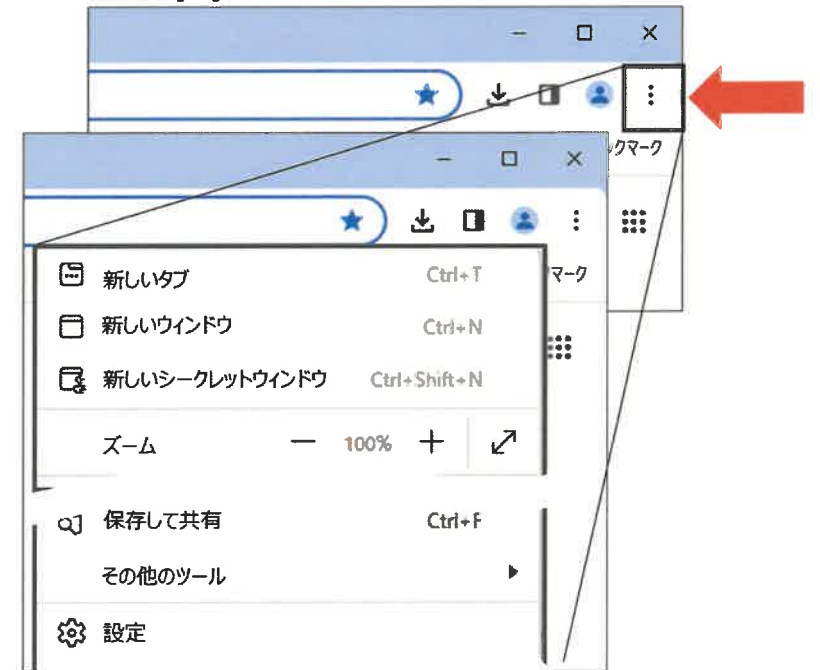 ックマーク
マーク
新しいタブ Ctrl+T
新しいウィンドウ Ctrl+N
新しいシークレットウィンドウ Ctrl+Shift+N
ズーム — 100% +
保存して共有 Ctrl+F
その他のツール
設定